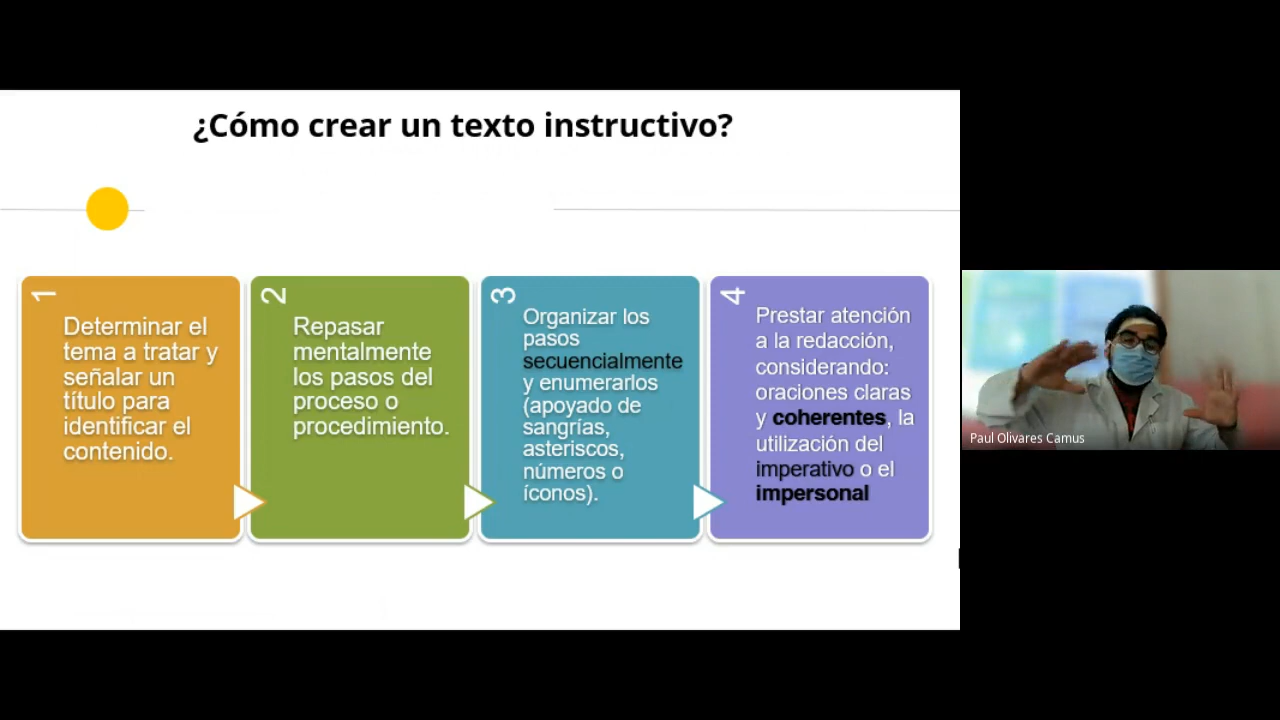 ¿Cómo crear un texto instructivo?
1
Determinar el
tema a tratar y
señalar un
título para
identificar el
contenido.
2
Repasar
mentalmente
los pasos del
proceso o
procedimiento.
3
Organizar los
pasos
secuencialmente
y enumerarlos
(apoyado de
sangrías,
asteriscos,
números o
íconos).
4
Prestar atención
a la redacción,
considerando:
oraciones claras
y coherentes, la
utilización del
imperativo o el
impersonal
Paul Olivares Camus